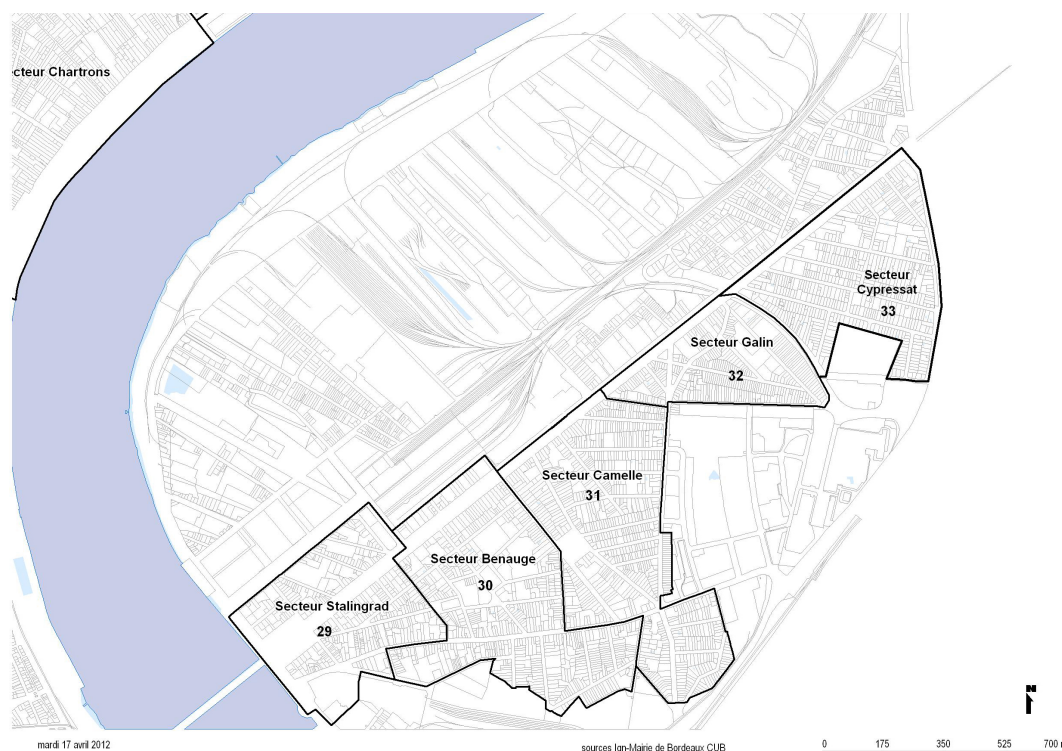 ecteur Chartrons
Secteur
Cypressat
33
Secteur Galin
32
Secteur Camelle
31
Secteur Benauge
30
Secteur Stalingrad
29
N
mardi 17 avril 2012
sources Ign-Mairie de Bordeaux CUB
0 175 350 525 700